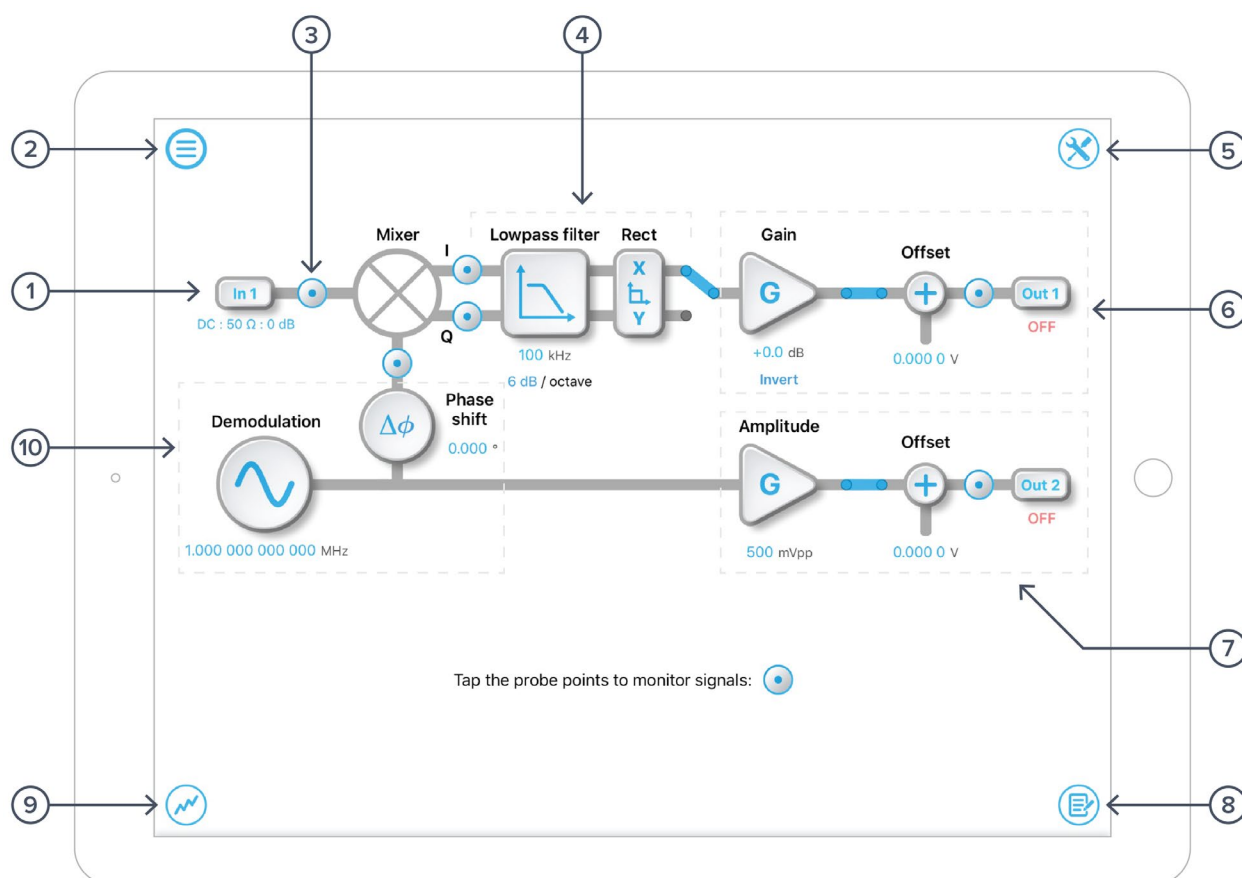 3
4
2
5
Mixer
Lowpass filter
Rect
Gain
Offset
I
X
1
In 1
G
Out 1
6
DC : 50 Ω : 0 dB
Q
Y
OFF
100 kHz
+0.0 dB
0.000 0 V
6 dB / octave
Invert
Phase
shift
Demodulation
Δϕ
Amplitude
Offset
10
0.000 °
G
Out 2
OFF
1.000 000 000 000 MHz
500 mVpp
0.000 0 V
7
Tap the probe points to monitor signals:
9
8